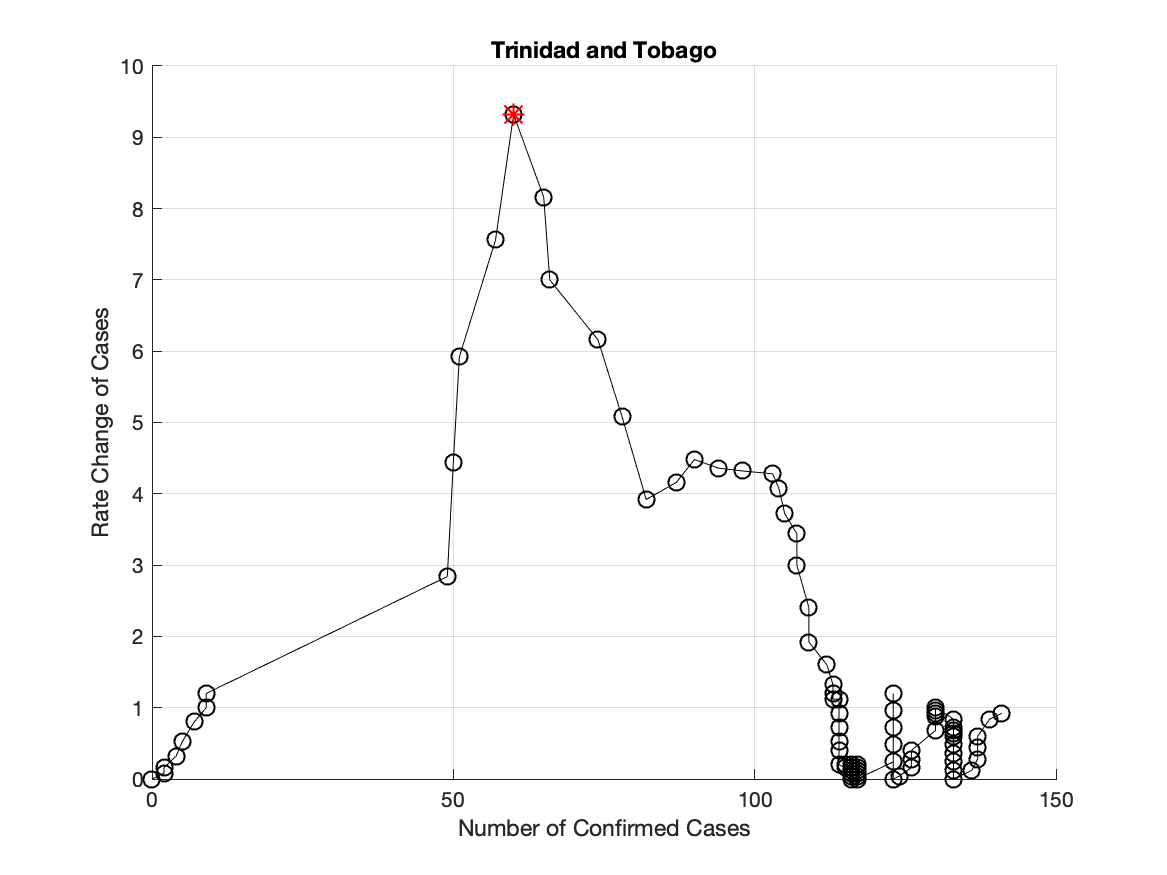 Trinidad and Tobago
10
9
8
7
6
5
4
3
2
1
0
0 50 100 150
Rate Change of Cases
Number of Confirmed Cases